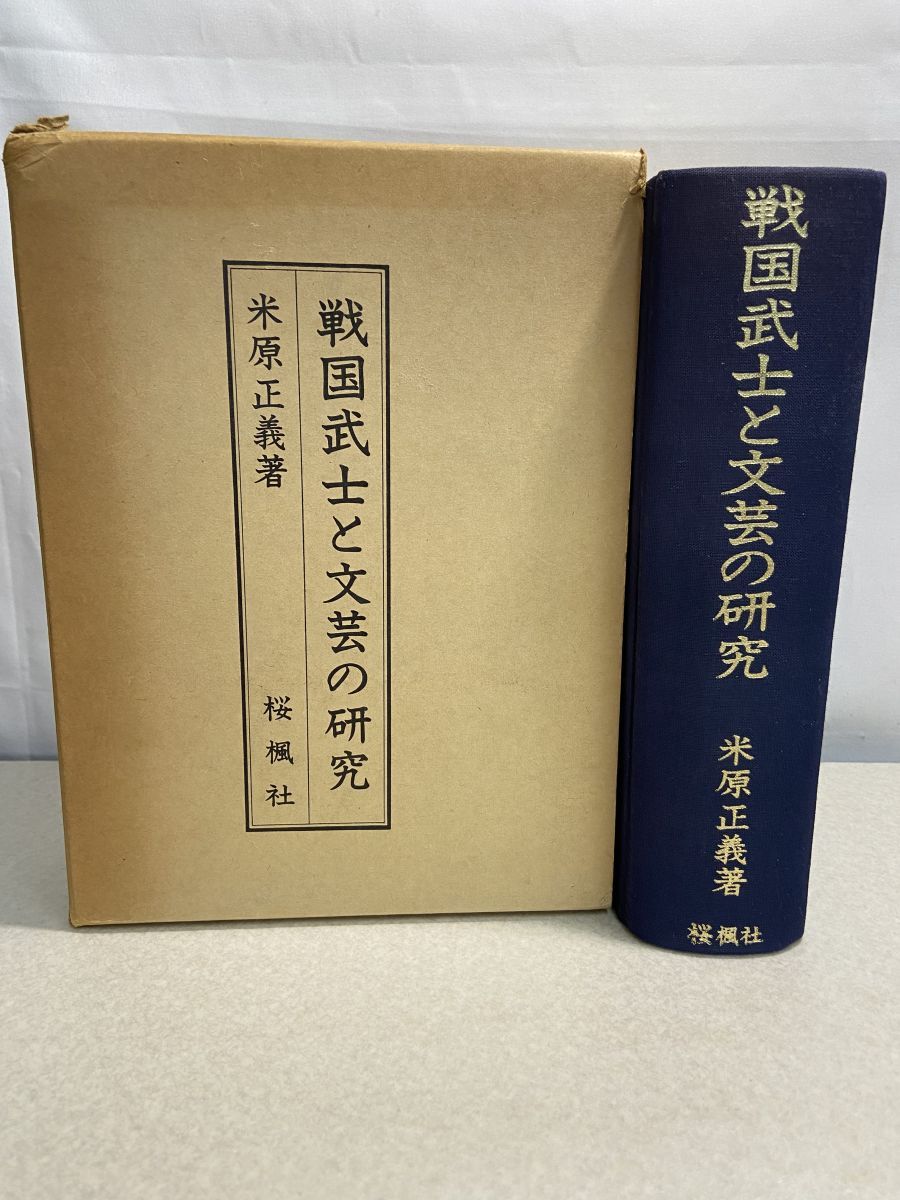 戦国武士と文芸の研究
米原正義著
桜楓社
戦国武士と文芸の研究
米原正義著
桜楓社